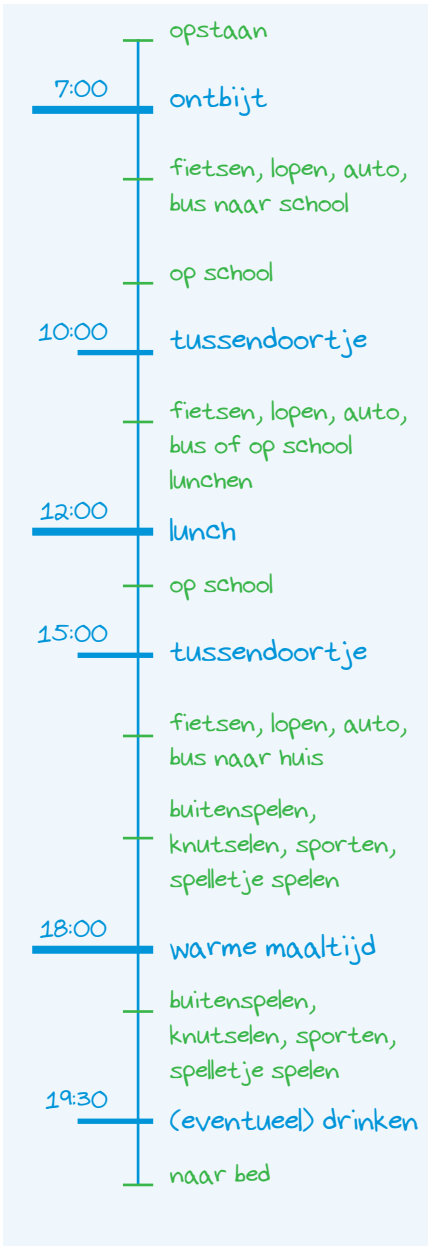 opstaan
7:00
ontbijt
fietsen, lopen, auto,
bus naar school
op school
10:00
tussendoortje
fietsen, lopen, auto,
bus of op school
lunchen
12:00
lunch
op school
15:00
tussendoortje
fietsen, lopen, auto,
bus naar huis
buitenspelen,
knutselen, sporten,
spelletje spelen
18:00
warme maaltijd
buitenspelen,
knutselen, sporten,
spelletje spelen
19:30
(eventueel) drinken
naar bed